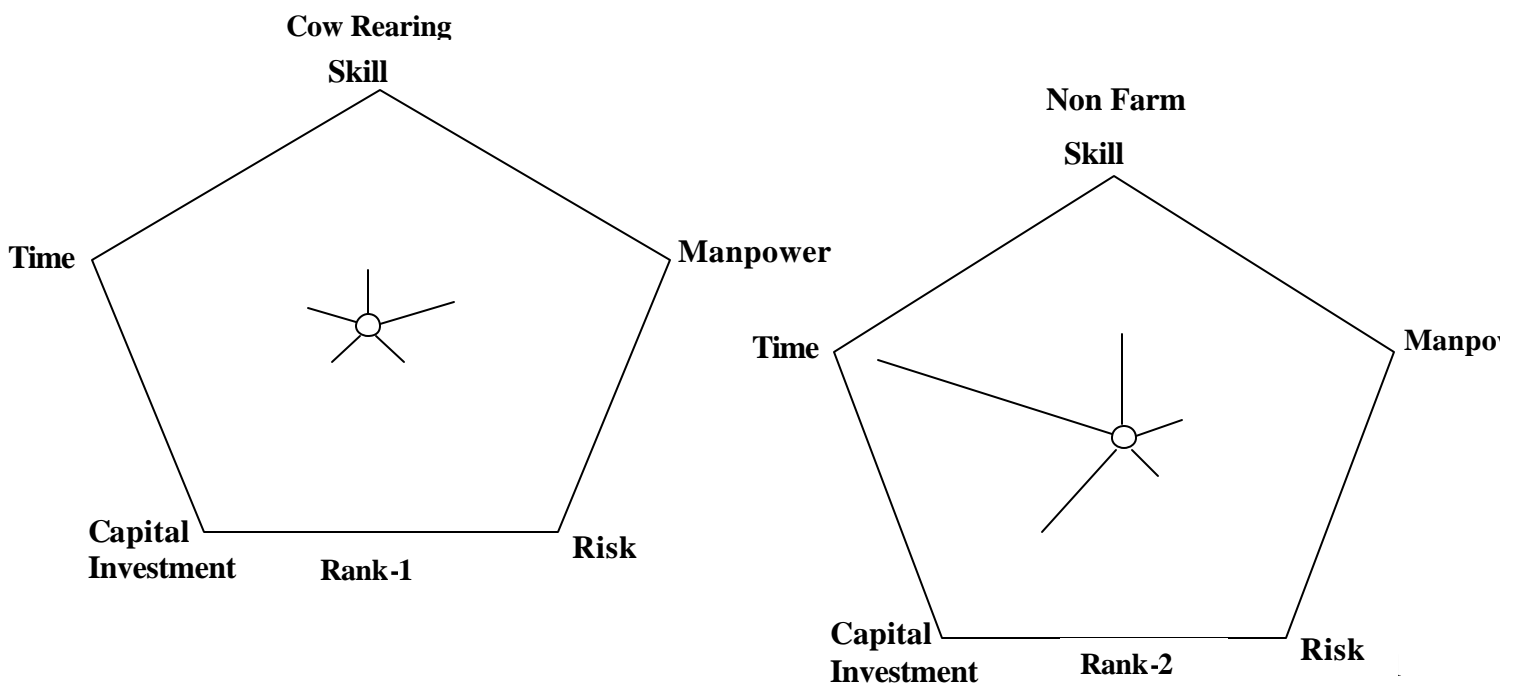 Cow Rearing
Skill
Time
Manpower
Capital
Investment
Risk
Rank-1
Non Farm
Skill
Time
Manpo
Capital
Investment
Risk
Rank-2